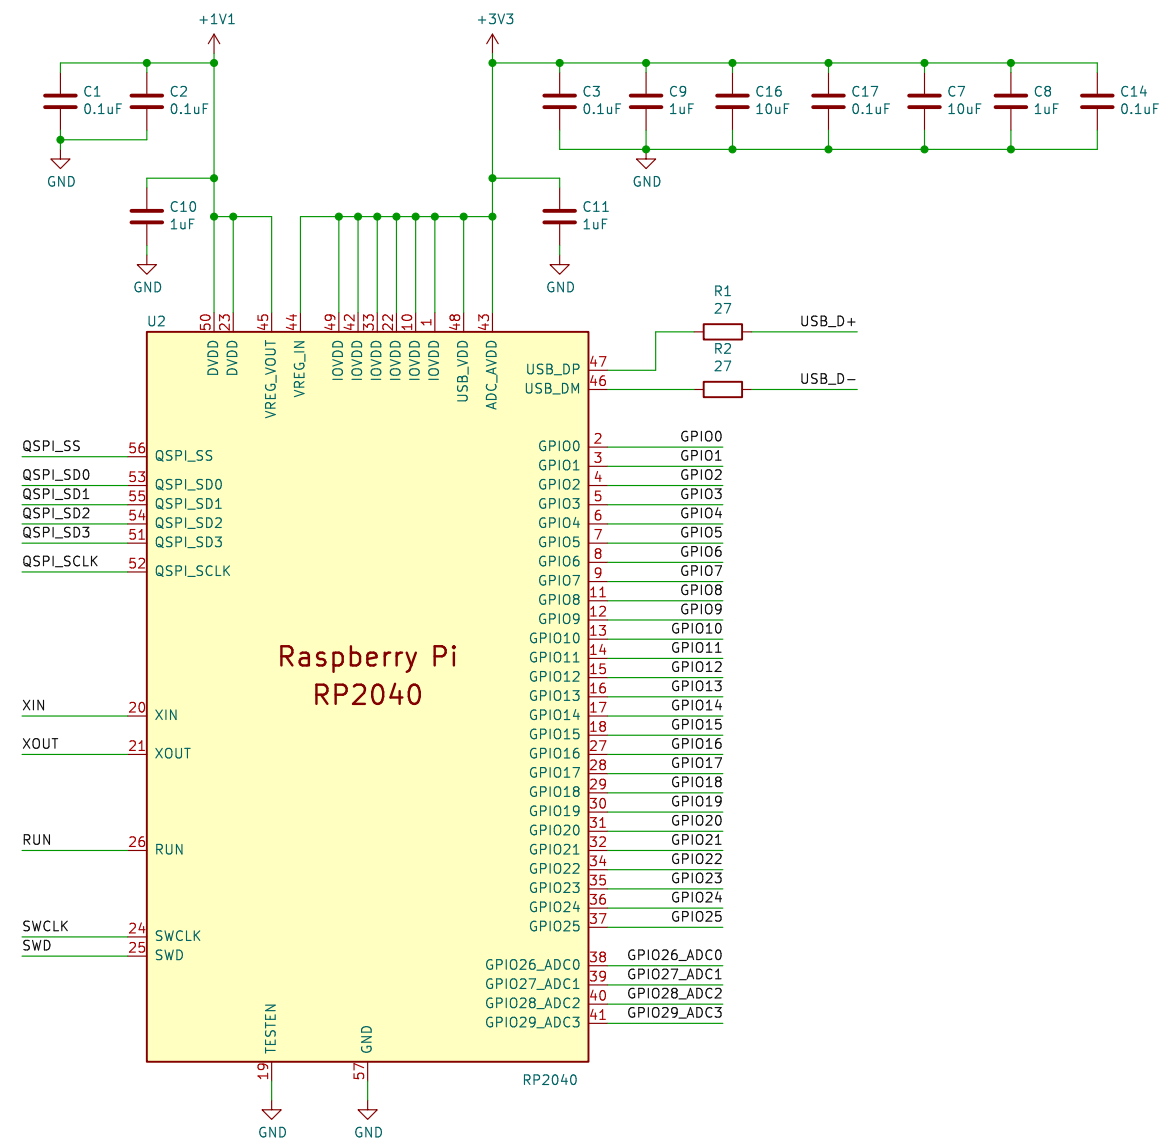 +1V1
+3V3
C1
0.1uF
C2
0.1uF
C3
0.1uF
C9
1uF
C16
10uF
C17
0.1uF
C7
10uF
C8
1uF
C14
0.1uF
GND
GND
C10
1uF
C11
1uF
GND
GND
U2
50
23
45
44
49
42
33
22
10
1
48
43
DVDD
DVDD
VREG_VOUT
VREG_IN
IOVDD
IOVDD
IOVDD
IOVDD
IOVDD
IOVDD
USB_VDD
ADC_AVDD
R1
27
USB_D+
R2
27
USB_D-
USB_DP 47
USB_DM 46
QSPI_SS 56 QSPI_SS
QSPI_SD0 53 QSPI_SD0
QSPI_SD1 55 QSPI_SD1
QSPI_SD2 54 QSPI_SD2
QSPI_SD3 51 QSPI_SD3
QSPI_SCLK 52 QSPI_SCLK
XIN 20 XIN
XOUT 21 XOUT
RUN 26 RUN
SWCLK 24 SWCLK
SWD 25 SWD
Raspberry Pi
RP2040
GPIO0 2 GPIO0
GPIO1 3 GPIO1
GPIO2 4 GPIO2
GPIO3 5 GPIO3
GPIO4 6 GPIO4
GPIO5 7 GPIO5
GPIO6 8 GPIO6
GPIO7 9 GPIO7
GPIO8 11 GPIO8
GPIO9 12 GPIO9
GPIO10 13 GPIO10
GPIO11 14 GPIO11
GPIO12 15 GPIO12
GPIO13 16 GPIO13
GPIO14 17 GPIO14
GPIO15 18 GPIO15
GPIO16 27 GPIO16
GPIO17 28 GPIO17
GPIO18 29 GPIO18
GPIO19 30 GPIO19
GPIO20 31 GPIO20
GPIO21 32 GPIO21
GPIO22 34 GPIO22
GPIO23 35 GPIO23
GPIO24 36 GPIO24
GPIO25 37 GPIO25
GPIO26_ADC0 38 GPIO26_ADC0
GPIO27_ADC1 39 GPIO27_ADC1
GPIO28_ADC2 40 GPIO28_ADC2
GPIO29_ADC3 41 GPIO29_ADC3
TESTEN
GND
19
57
RP2040
GND
GND